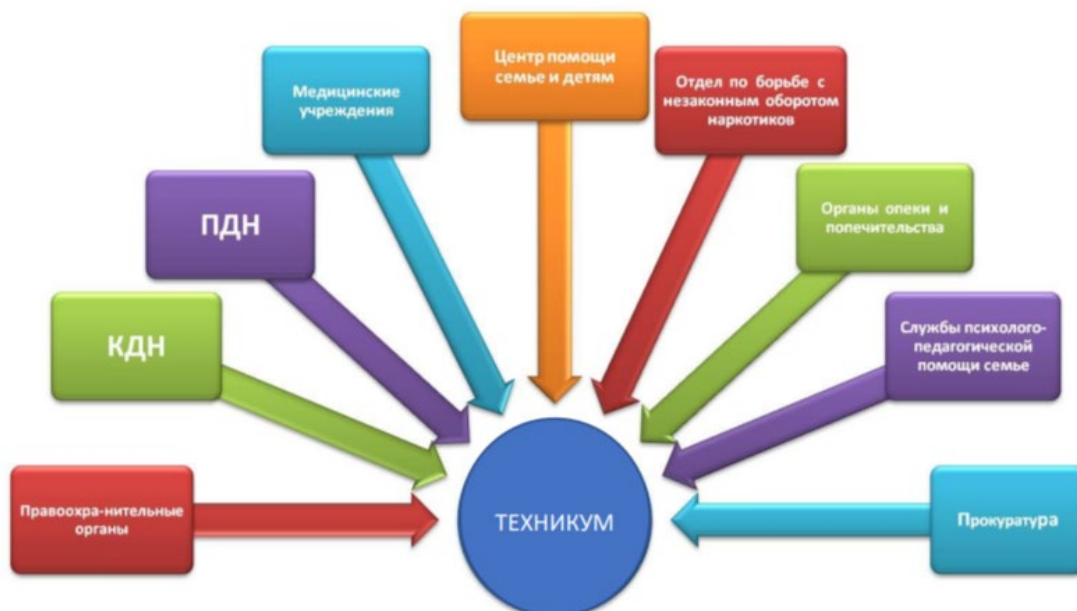 Центр помощи
семье и детям
Медицинские
учреждения
Отдел по борьбе с
незаконным оборотом
наркотиков
ПДН
Органы опеки и
попечительства
КДН
Службы психолого-
педагогической
помощи семье
Правоохра-нительные
органы
ТЕХНИКУМ
Прокуратура